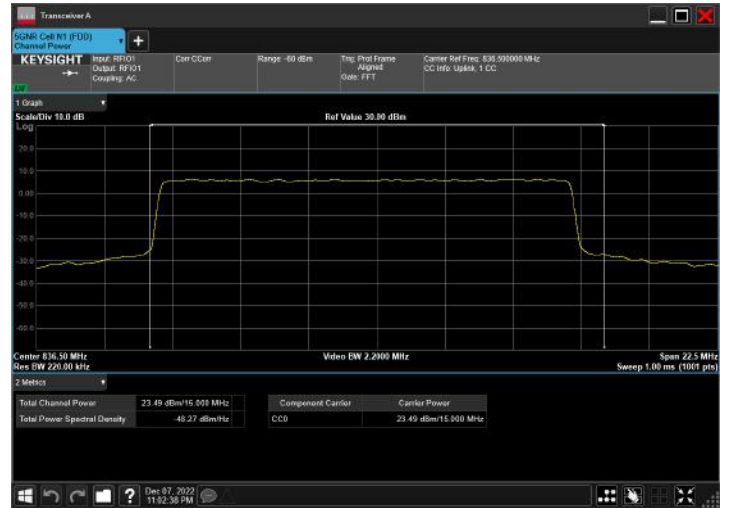 Transceiver A
5GNR Cell N1 (FDD)
Channel Power
KEYSIGHT
Input: RFIO1
Output: RFIO1
Coupling: AC
Corr CCorr
Range -60 dBm
Trig: Prot Frame
Aligned
Gate: FFT
Carrier Ref Freq: 836.500000 MHz
CC Info: Uplink, 1 CC
1 Graph
Scale/Div 10.0 dB
Ref Value 30.00 dBm
Log
20.0
10.0
0.00
-10.0
-20.0
-30.0
-40.0
-50.0
-60.0
Center 836.50 MHz
Video BW 2.2000 MHz
Span 22.5 MHz
Res BW 220.00 kHz
Sweep 1.00 ms (1001 pts)
2 Metrics
Total Channel Power
23.49 dBm/15.000 MHz
Total Power Spectral Density
-48.27 dBm/Hz
Component Carrier
Carrier Power
CC0
23.49 dBm/15.000 MHz
Dec 07, 2022
11:02:38 PM